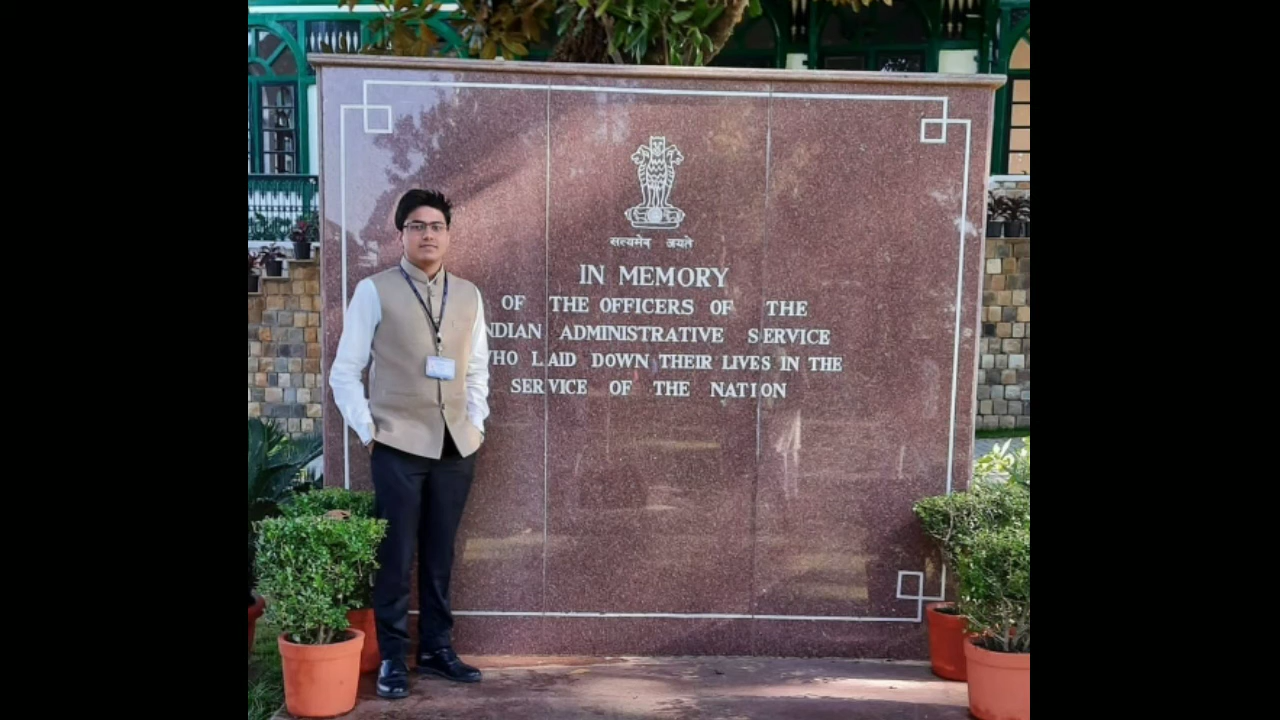 सत्यमेव जयते
IN MEMORY
OF THE OFFICERS OF THE
NDIAN ADMINISTRATIVE SERVICE
WHO LAID DOWN THEIR LIVES IN THE
SERVICE OF THE NATION